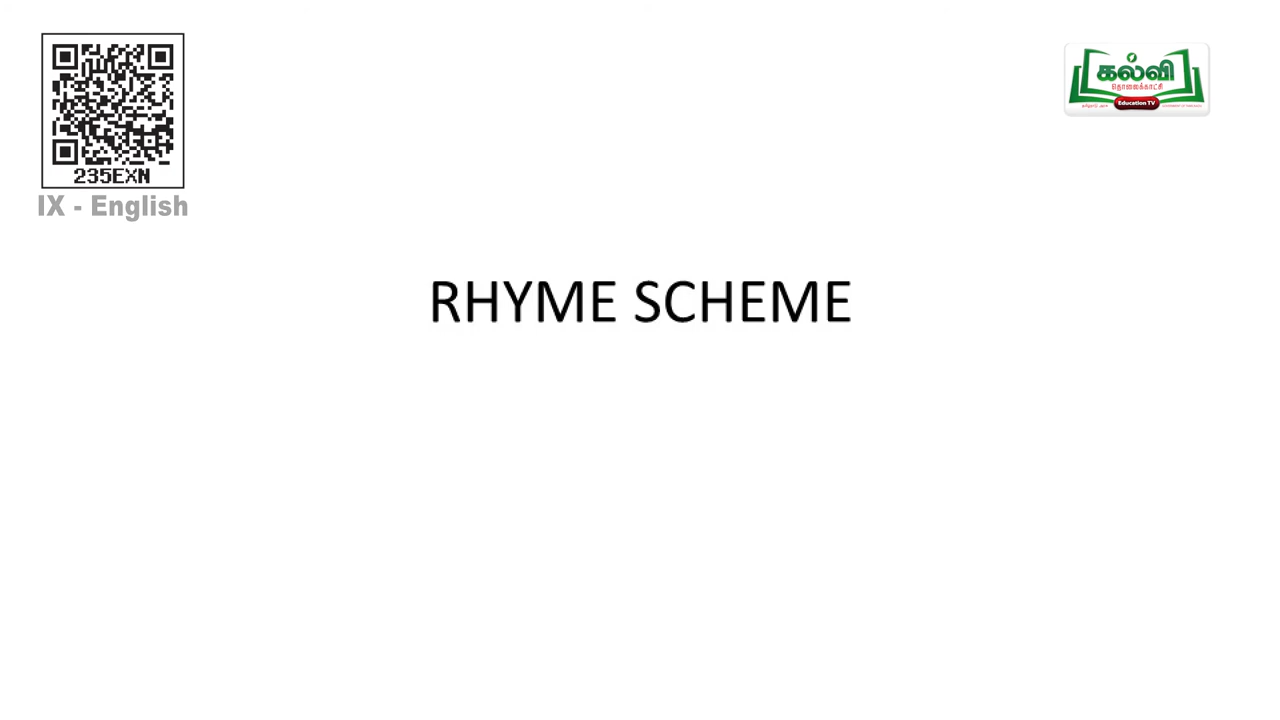 235EXN
IX - English
கல்வி
தொலைக்காட்சி
Education TV
RHYME SCHEME